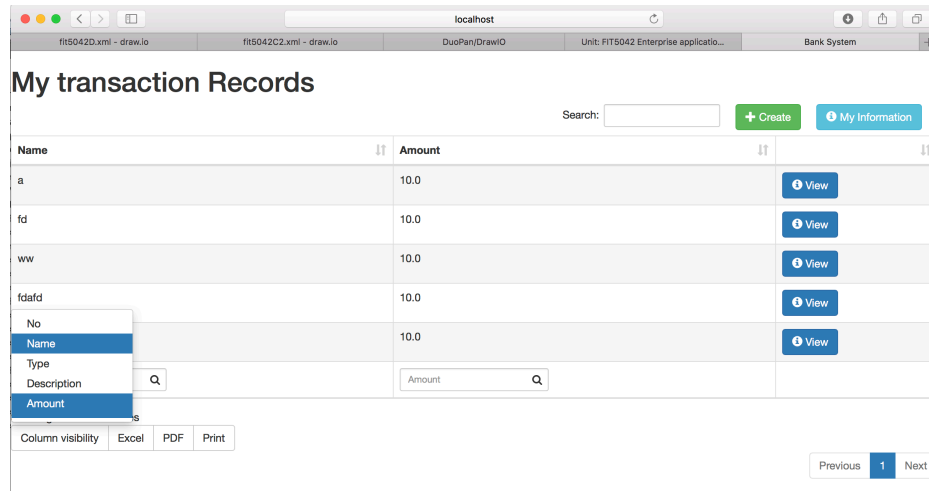 localhost
fit5042D.xml - draw.io fit5042C2.xml - draw.io DuoPan/DrawIO Unit: FIT5042 Enterprise applicatio... Bank System
My transaction Records
Search: Create My Information
Name Amount
a 10.0 View
fd 10.0 View
ww 10.0 View
fdafd 10.0 View
10.0 View
No
Name
Type
Description
Amount
Amount
Column visibility Excel PDF Print
Previous 1 Next